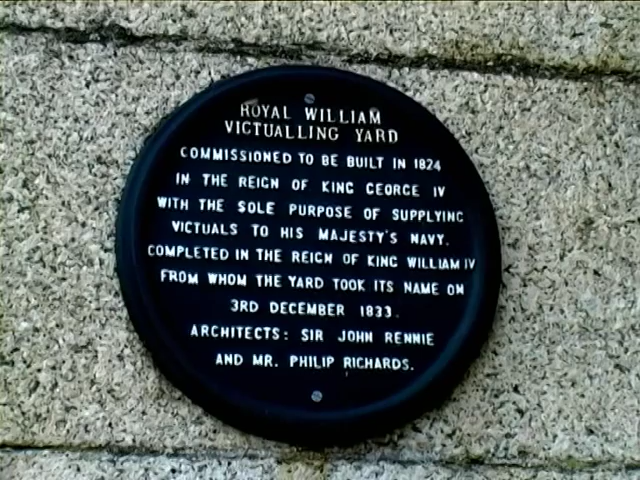 ROYAL WILLIAM
VICTUALLING YARD
COMMISSIONED TO BE BUILT IN 1824
IN THE REIGN OF KING GEORGE IV
WITH THE SOLE PURPOSE OF SUPPLYING
VICTUALS TO HIS MAJESTY'S NAVY.
COMPLETED IN THE REIGN OF KING WILLIAM IV
FROM WHOM THE YARD TOOK ITS NAME ON
3RD DECEMBER 1833.
ARCHITECTS: SIR JOHN RENNIE
AND MR. PHILIP RICHARDS.